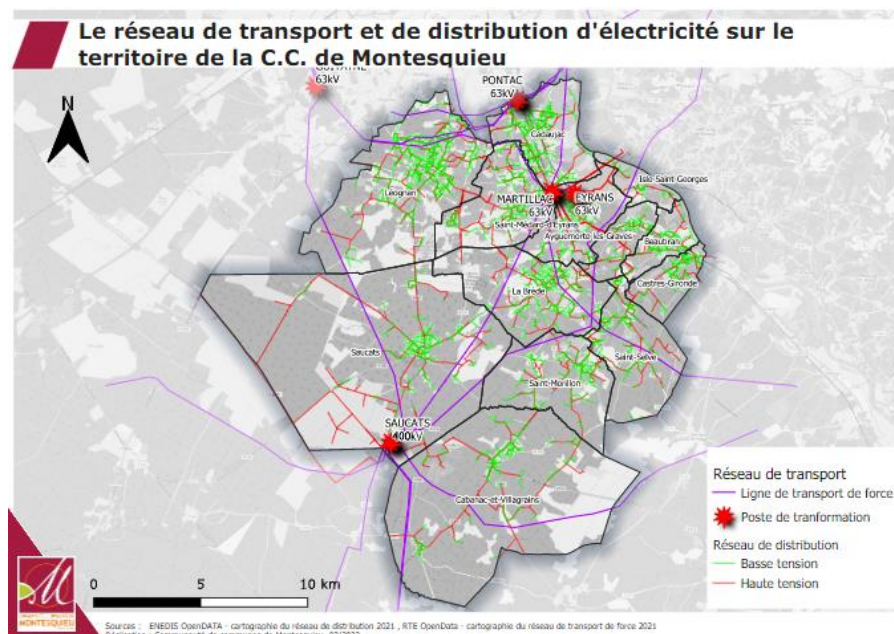 Le réseau de transport et de distribution d'électricité sur le
territoire de la C.C. de Montesquieu
63kV
PONTAC
63kV
N
Cadaujac
Isle-Saint-Georges
Léognan
MARTILLAC
63kV
EYRANS
63kV
Saint-Médard-d'Eyrans
Ayguemorte-les-Graves
Beautiran
Castres-Gironde
La Brède
Saucats
Saint-Selve
Saint-Morillon
SAUCATS
400kV
Cabanac-et-Villagrains
Réseau de transport
Ligne de transport de force
Poste de tranformation
Réseau de distribution
Basse tension
Haute tension
0 5 10 km
MONTESQUIEU
Sources : ENEDIS OpenDATA - cartographie du réseau de distribution 2021 , RTE OpenData - cartographie du réseau de transport de force 2021